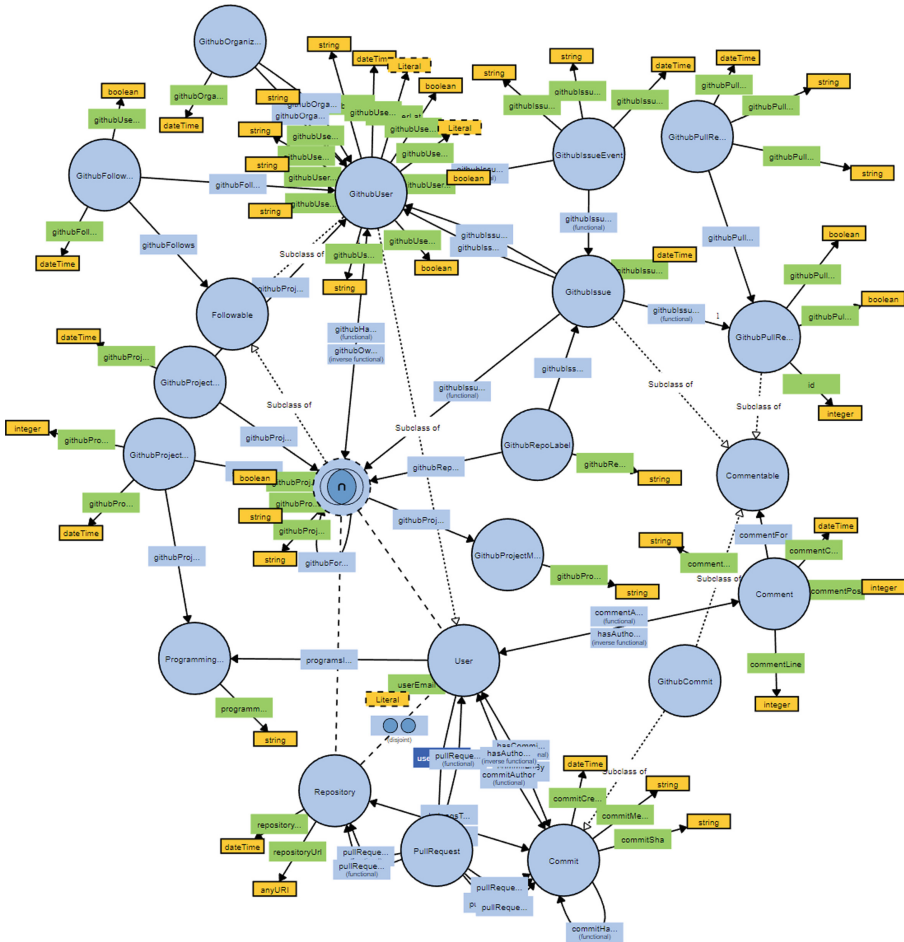 string
dateTime
Literal
GithubOrganiz...
string
string
dateTime
dateTime
boolean
githubPull...
boolean
githubOrga...
string
githubOrga...
githubUse...
githubIssu...
githubIssu...
githubPull...
string
githubUse...
dateTime
string
githubUse...
Literal
githubIssueEvent
GithubPullRe...
githubUse...
githubUse...
githubPull...
string
githubUser...
githubUser...
boolean
(functional)
string
GithubFollow...
githubFoll...
GithubUser
githubUse...
string
githubIssu...
(functional)
githubFoll...
githubFollows
githubIssu...
githubIss...
githubUse...
githubPull...
boolean
dateTime
Subclass of
githubUs...
boolean
dateTime
githubIssu...
githubPull...
githubProj...
string
GithubIssue
boolean
Followable
githubHa...
(functional)
githubIssu...
(functional)
1
githubPul...
GithubPullRe...
dateTime
githubProj...
githubOw...
(inverse functional)
githubIss...
Subclass of
id
GithubProject...
githubIssu...
(functional)
Subclass of
integer
Subclass of
integer
githubPro...
githubProj...
Subclass of
GithubRepoLabel
GithubProject...
githubRep...
githubRe...
string
Commentable
boolean
githubProj...
githubPro...
githubPro...
string
githubProj...
githubProj...
dateTime
commentFor
dateTime
githubProj...
string
githubFor...
GithubProjectM...
string
comment...
commentC...
githubPro...
string
Subclass of
Comment
commentPos
integer
commentA...
(functional)
hasAutho...
(inverse functional)
Programming...
programsI...
User
commentLine
GithubCommit
userEmail
Literal
programm...
integer
string
(disjoint)
pullReque...
(functional)
hasCommi...
hasAutho...
(inverse functional)
commitAuthor
(functional)
dateTime
Subclass of
string
Repository
commitCre...
commitMe...
string
repository...
dateTime
commitSha
repositoryUrl
PullRequest
Commit
pullReque...
(functional)
anyURI
pullReque...
pullReque...
commitHa...
(functional)